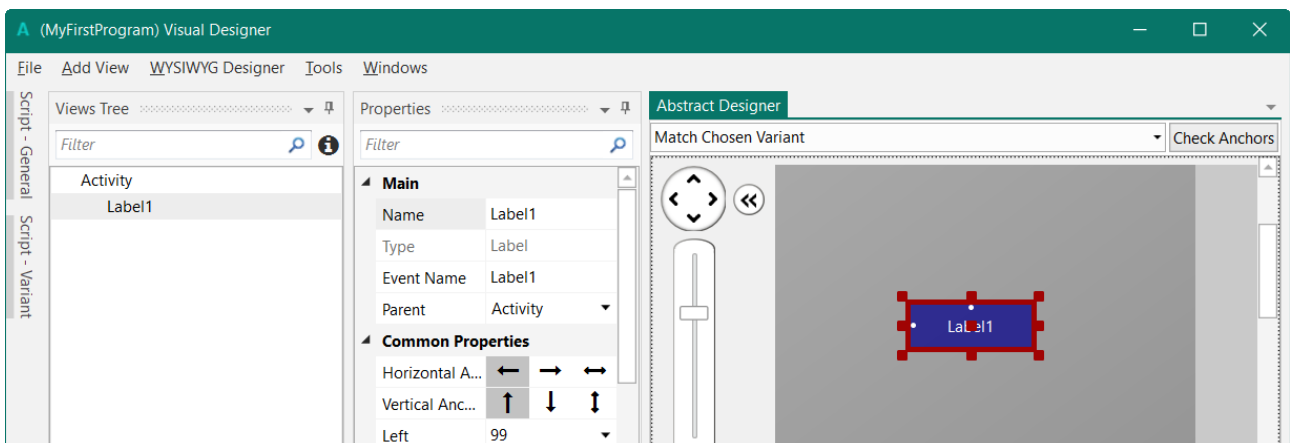 A (MyFirstProgram) Visual Designer
File Add View WYSIWYG Designer Tools Windows
Script - General
Script - Variant
Views Tree
Filter
Activity
Label1
Properties
Filter
Main
Name Label1
Type Label
Event Name Label1
Parent Activity
Common Properties
Horizontal A...
Vertical Anc...
Left 99
Abstract Designer
Match Chosen Variant Check Anchors
Label1